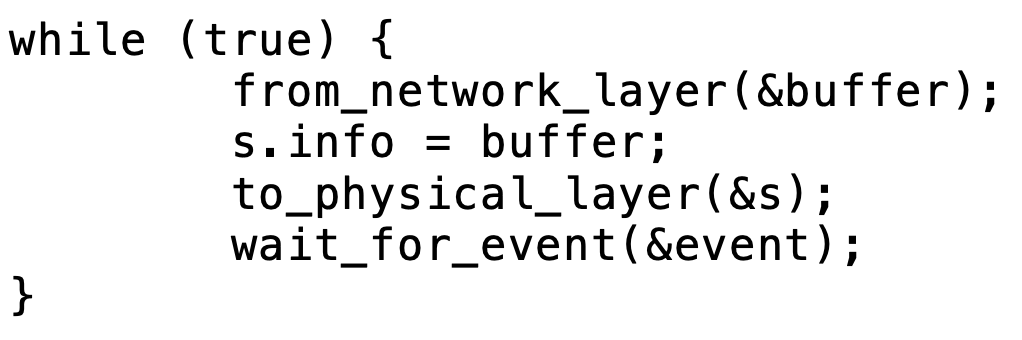 while (true) {
from_network_layer(&buffer);
s.info = buffer;
to_physical_layer(&s);
wait_for_event(&event);
}